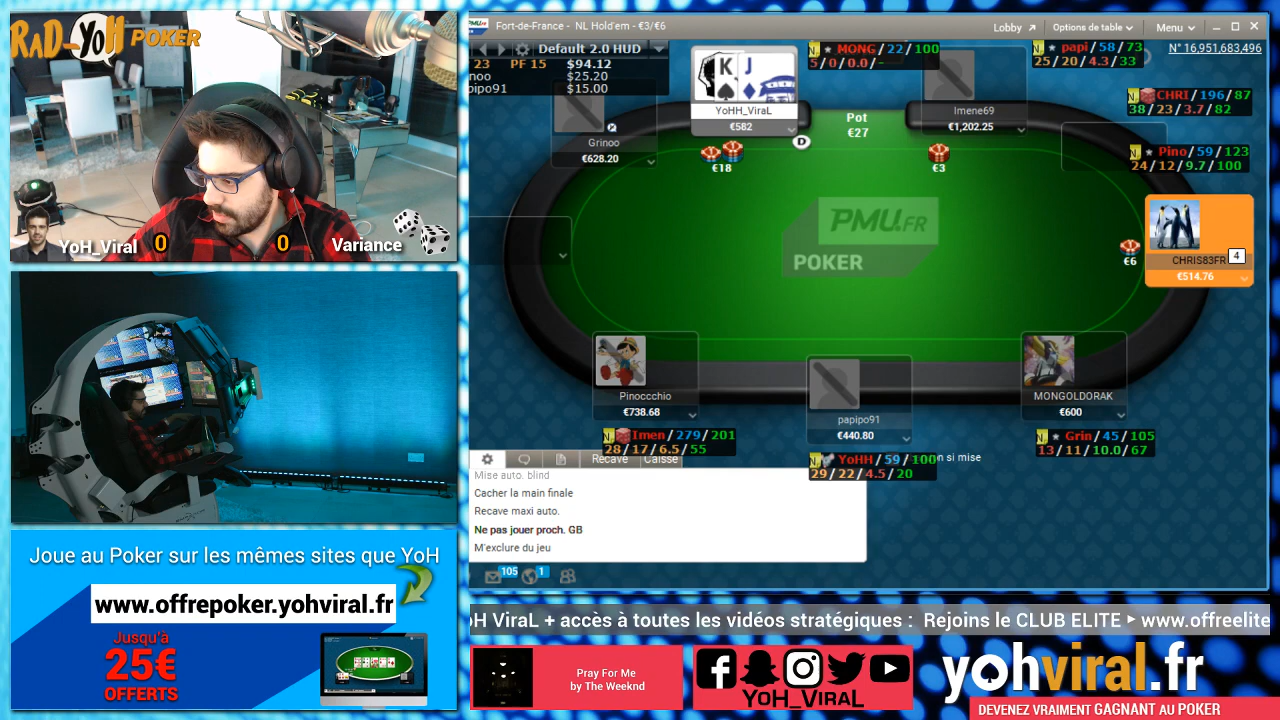 RaD_YoH POKER
YoH_Viral 0
0 Variance
Joue au Poker sur les mêmes sites que YoH
www.offrepoker.yohviral.fr
Jusqu'à
25€
OFFERTS
PMU.fr
Fort-de-France - NL Hold'em - €3/€6
Lobby
Options de table
Menu
N° 16,951,683,496
Default 2.0 HUD
23 PF 15 $94.12
noo $25.20
pipo91 $15.00
Grinoo
€628.20
K J
YoHH_ViraL
€582
D
€18
MONG/22/100
5/0/0.0/-
Pot
€27
Imene69
€1,202.25
€3
papi/58/73
25/20/4.3/33
CHRI/196/87
38/23/3.7/82
Pino/59/123
24/12/9.7/100
PMU.FR
POKER
€6
CHRIS83FR 4
€514.76
Pinoccchio
€738.68
papipo91
€440.80
MONGOLDORAK
€600
Imen/279/201
28/17/6.5/55
YoHH/59/100
29/22/4.5/20
n si mise
Grin/45/105
13/11/10.0/67
Recave
Caisse
Mise auto. blind
Cacher la main finale
Recave maxi auto.
Ne pas jouer proch. GB
M'exclure du jeu
105
1
oH ViraL + accès à toutes les vidéos stratégiques : Rejoins le CLUB ELITE ▸ www.offreelite
Pray For Me
by The Weeknd
YoH_ViraL
yohviral.fr
DEVENEZ VRAIMENT GAGNANT AU POKER